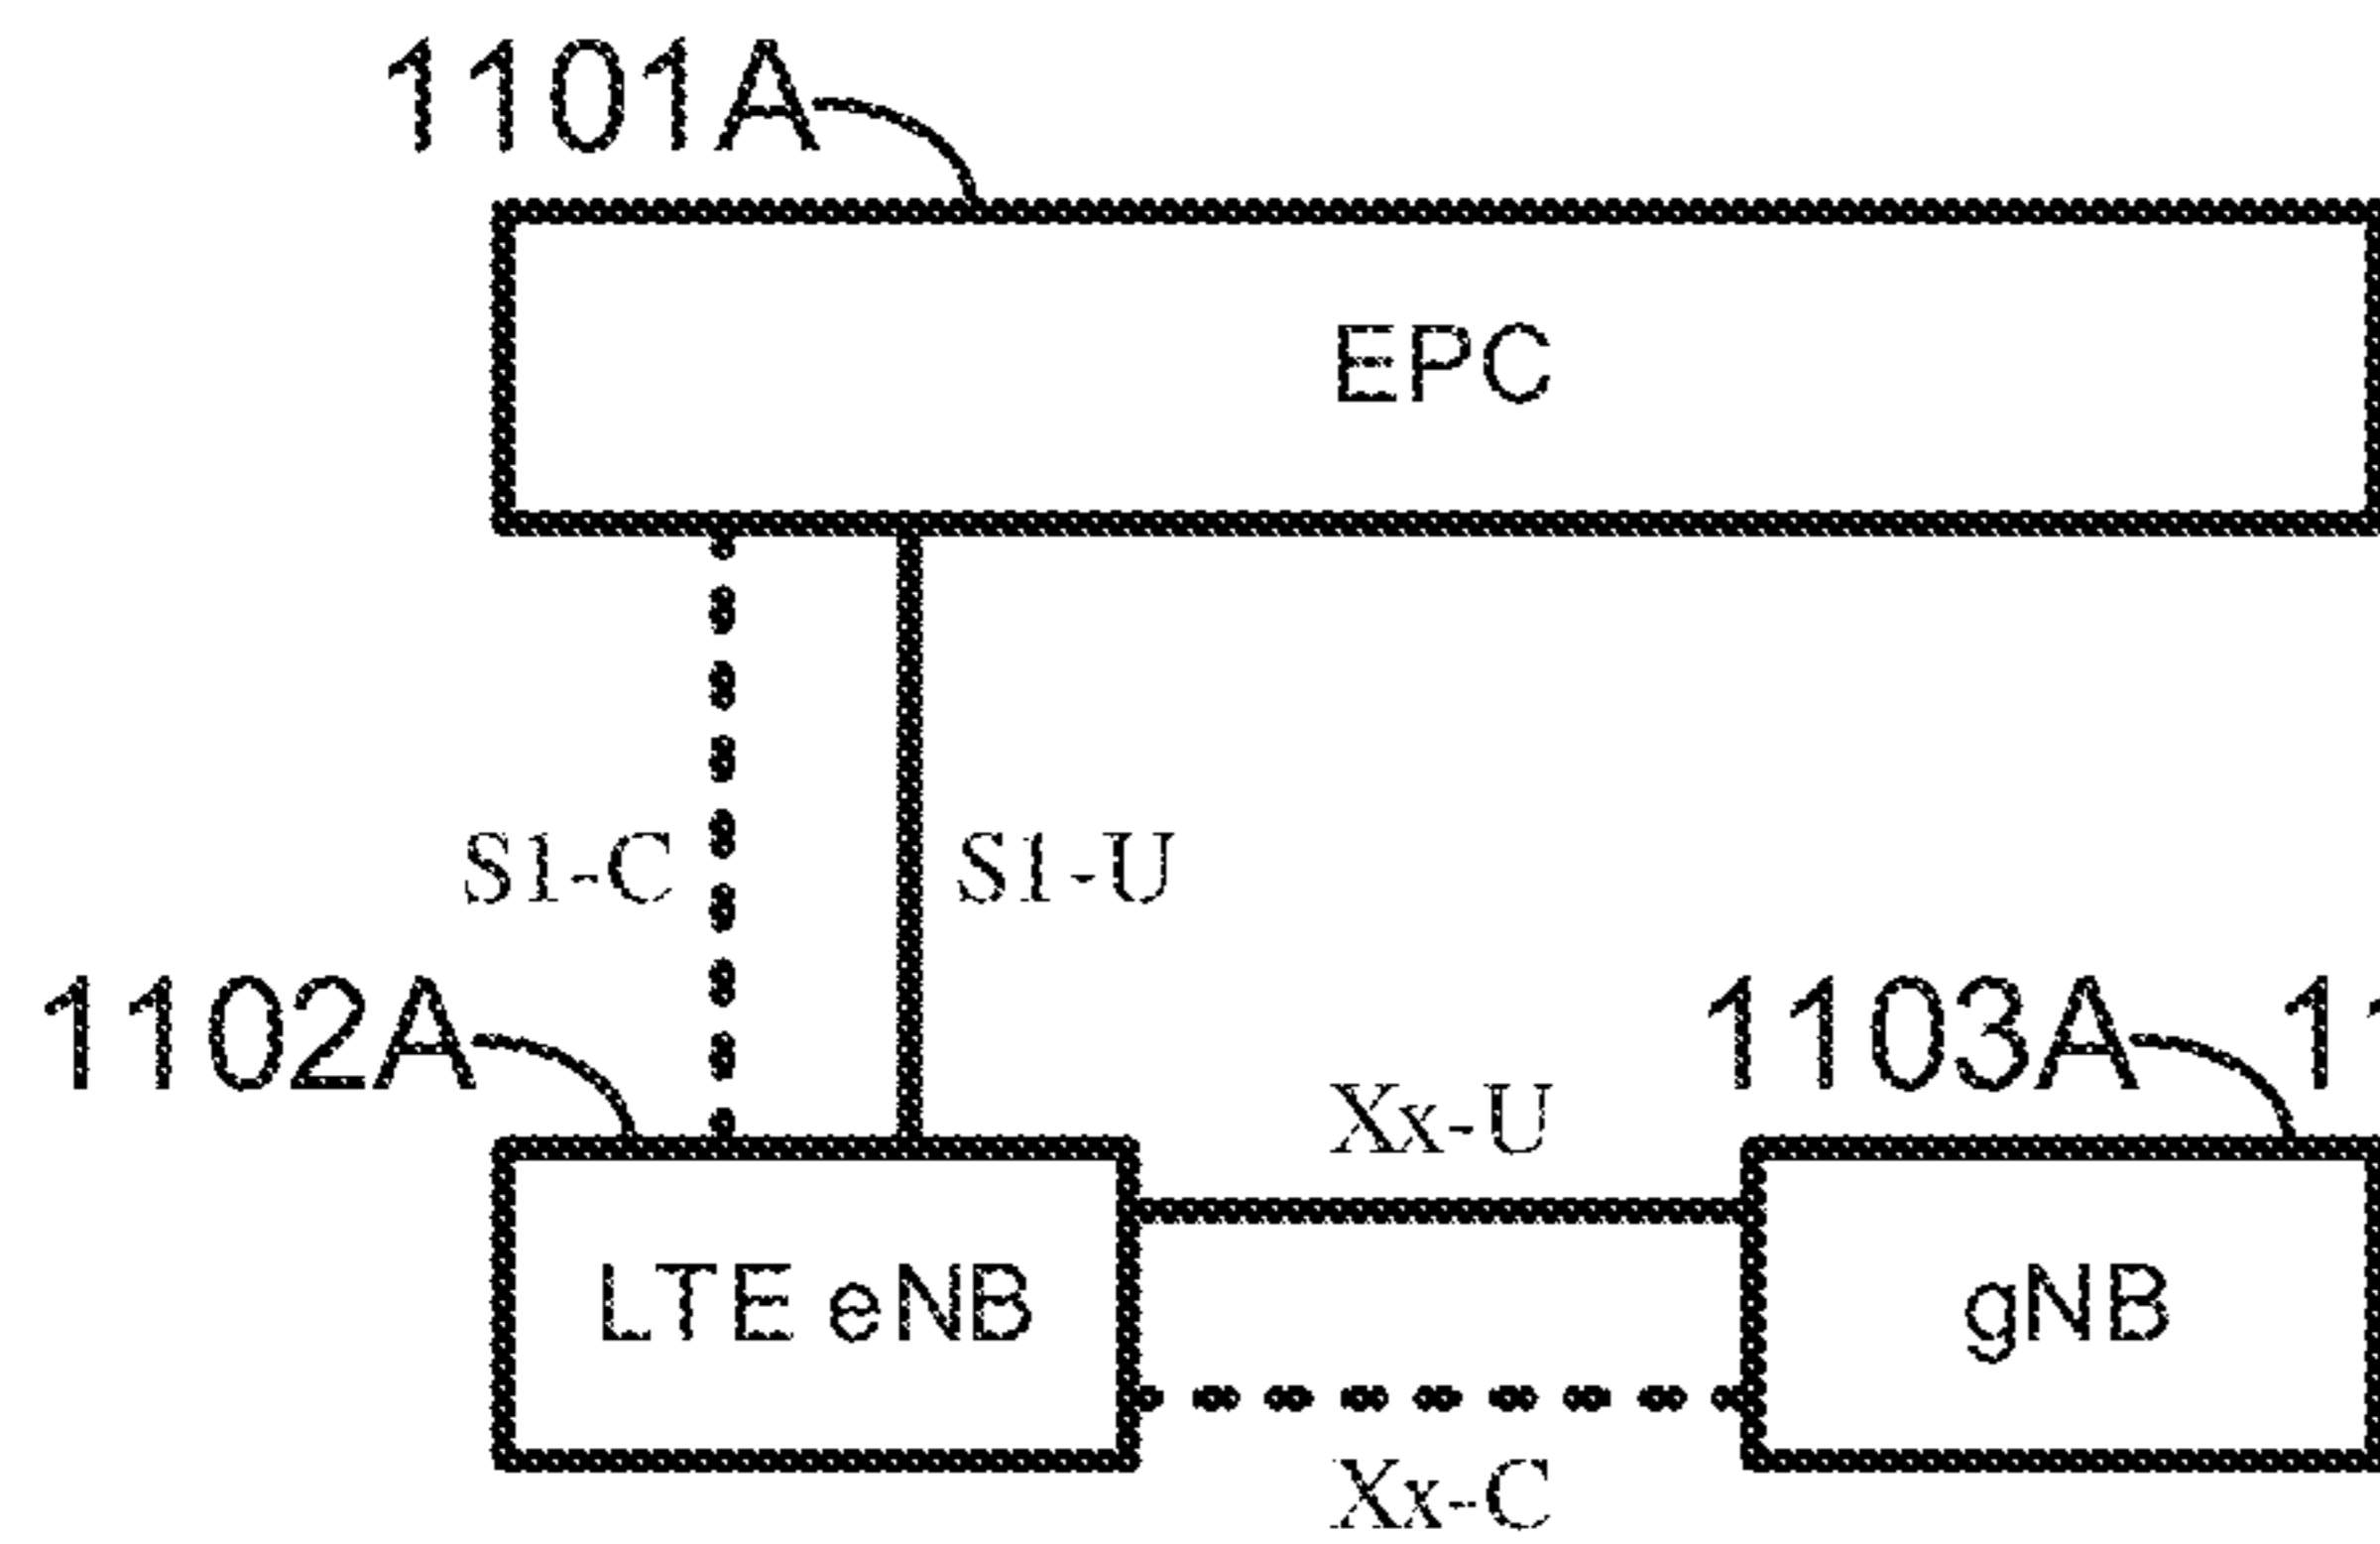 1101A
EPC
S1-C
S1-U
1102A
1103A
Xx-U
LTE eNB
gNB
Xx-C